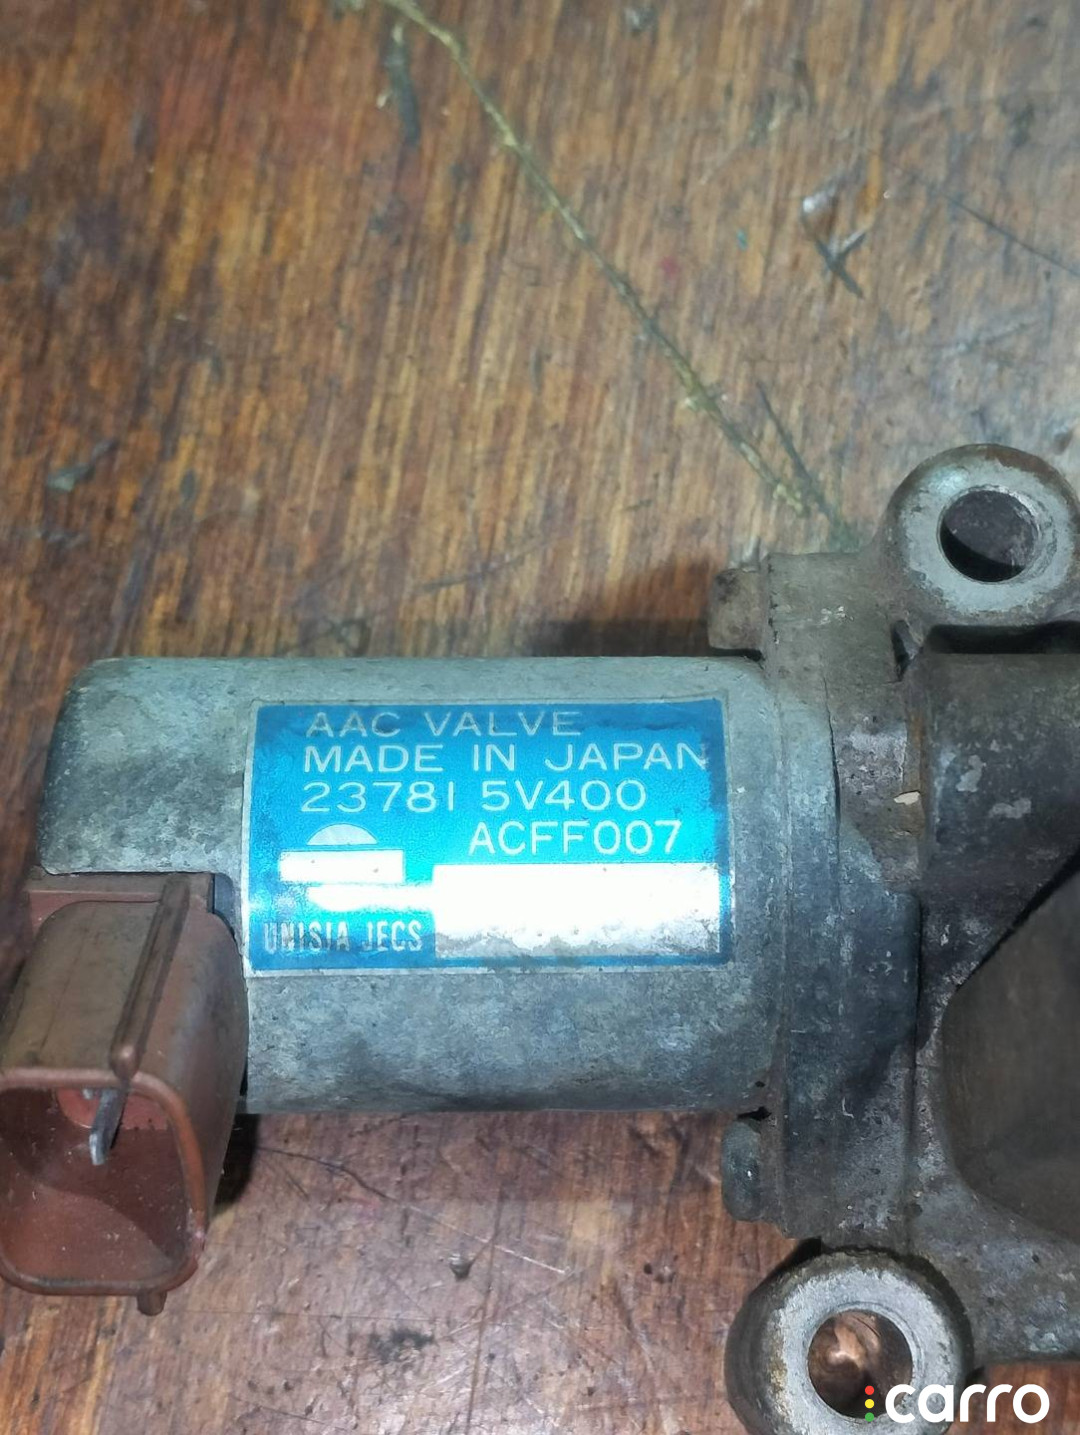 AAC VALVE
MADE IN JAPAN
23781 5V400
ACFF007
UNISIA JECS
carro